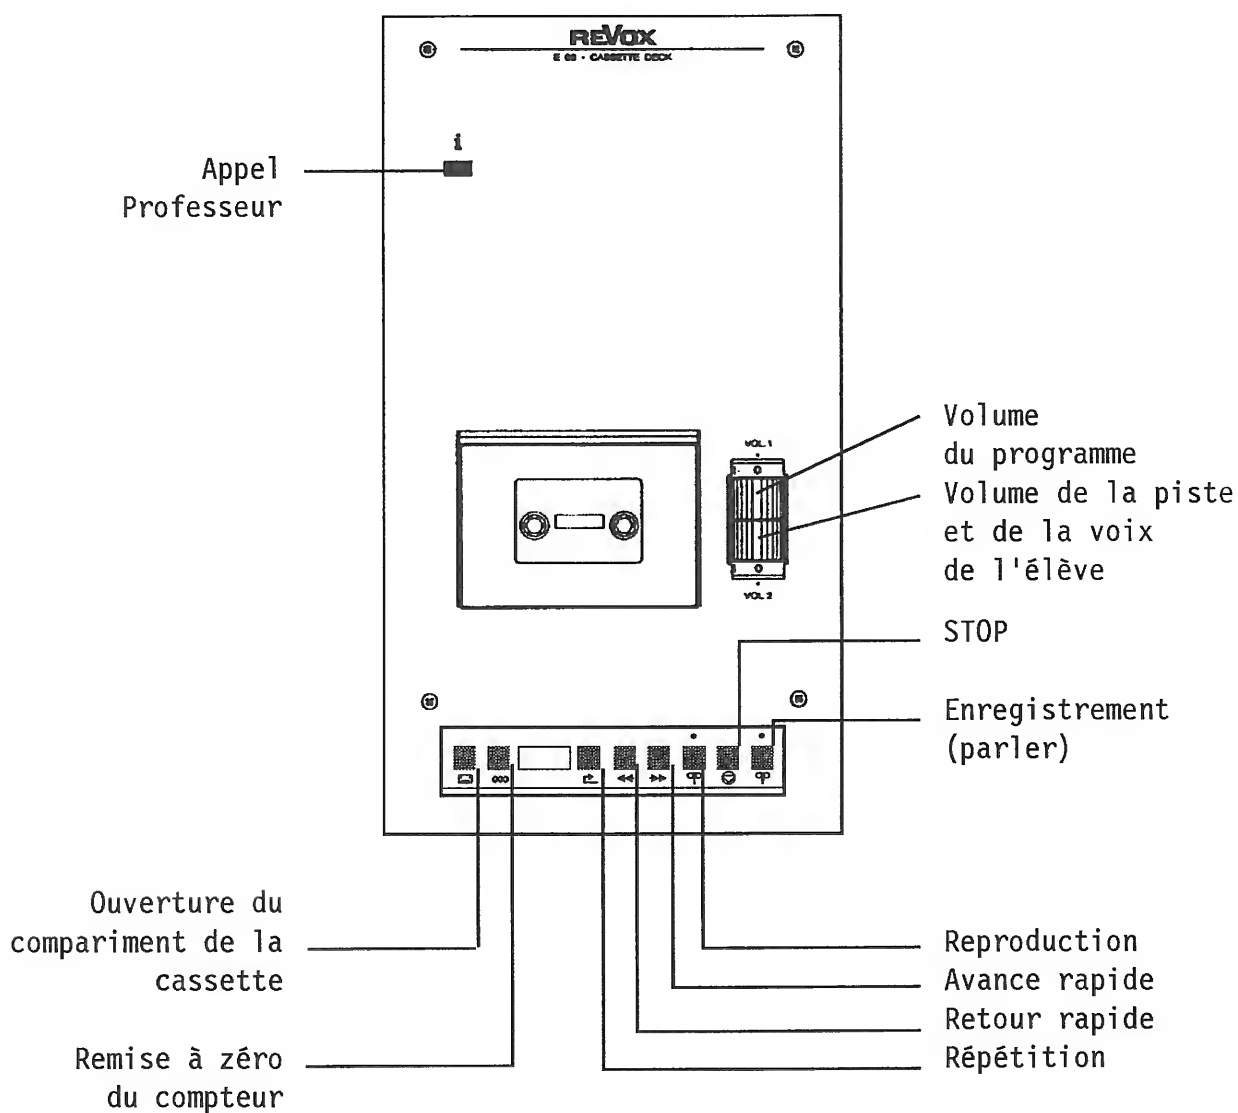 REVOX
CASSETTE DECK
i
Appel
Professeur
Volume
du programme
Volume de la piste
et de la voix
de l'élève
VOL.1
VOL.2
STOP
Enregistrement
(parler)
000
Ouverture du
compariment de la
cassette
Remise à zéro
du compteur
Reproduction
Avance rapide
Retour rapide
Répétition